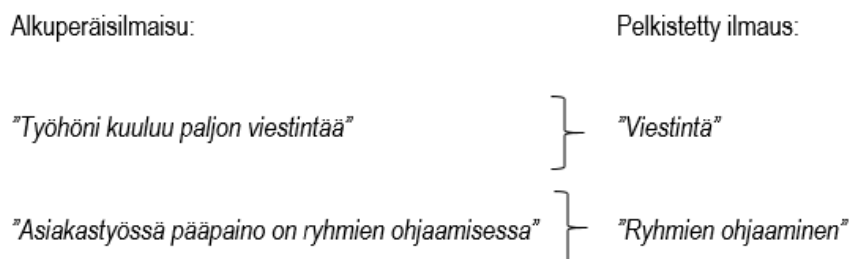 Alkuperäisilmaisu: Pelkistetty ilmaus:
"Työhöni kuuluu paljon viestintää" "Viestintä"
"Asiakastyössä pääpaino on ryhmien ohjaamisessa" "Ryhmien ohjaaminen"